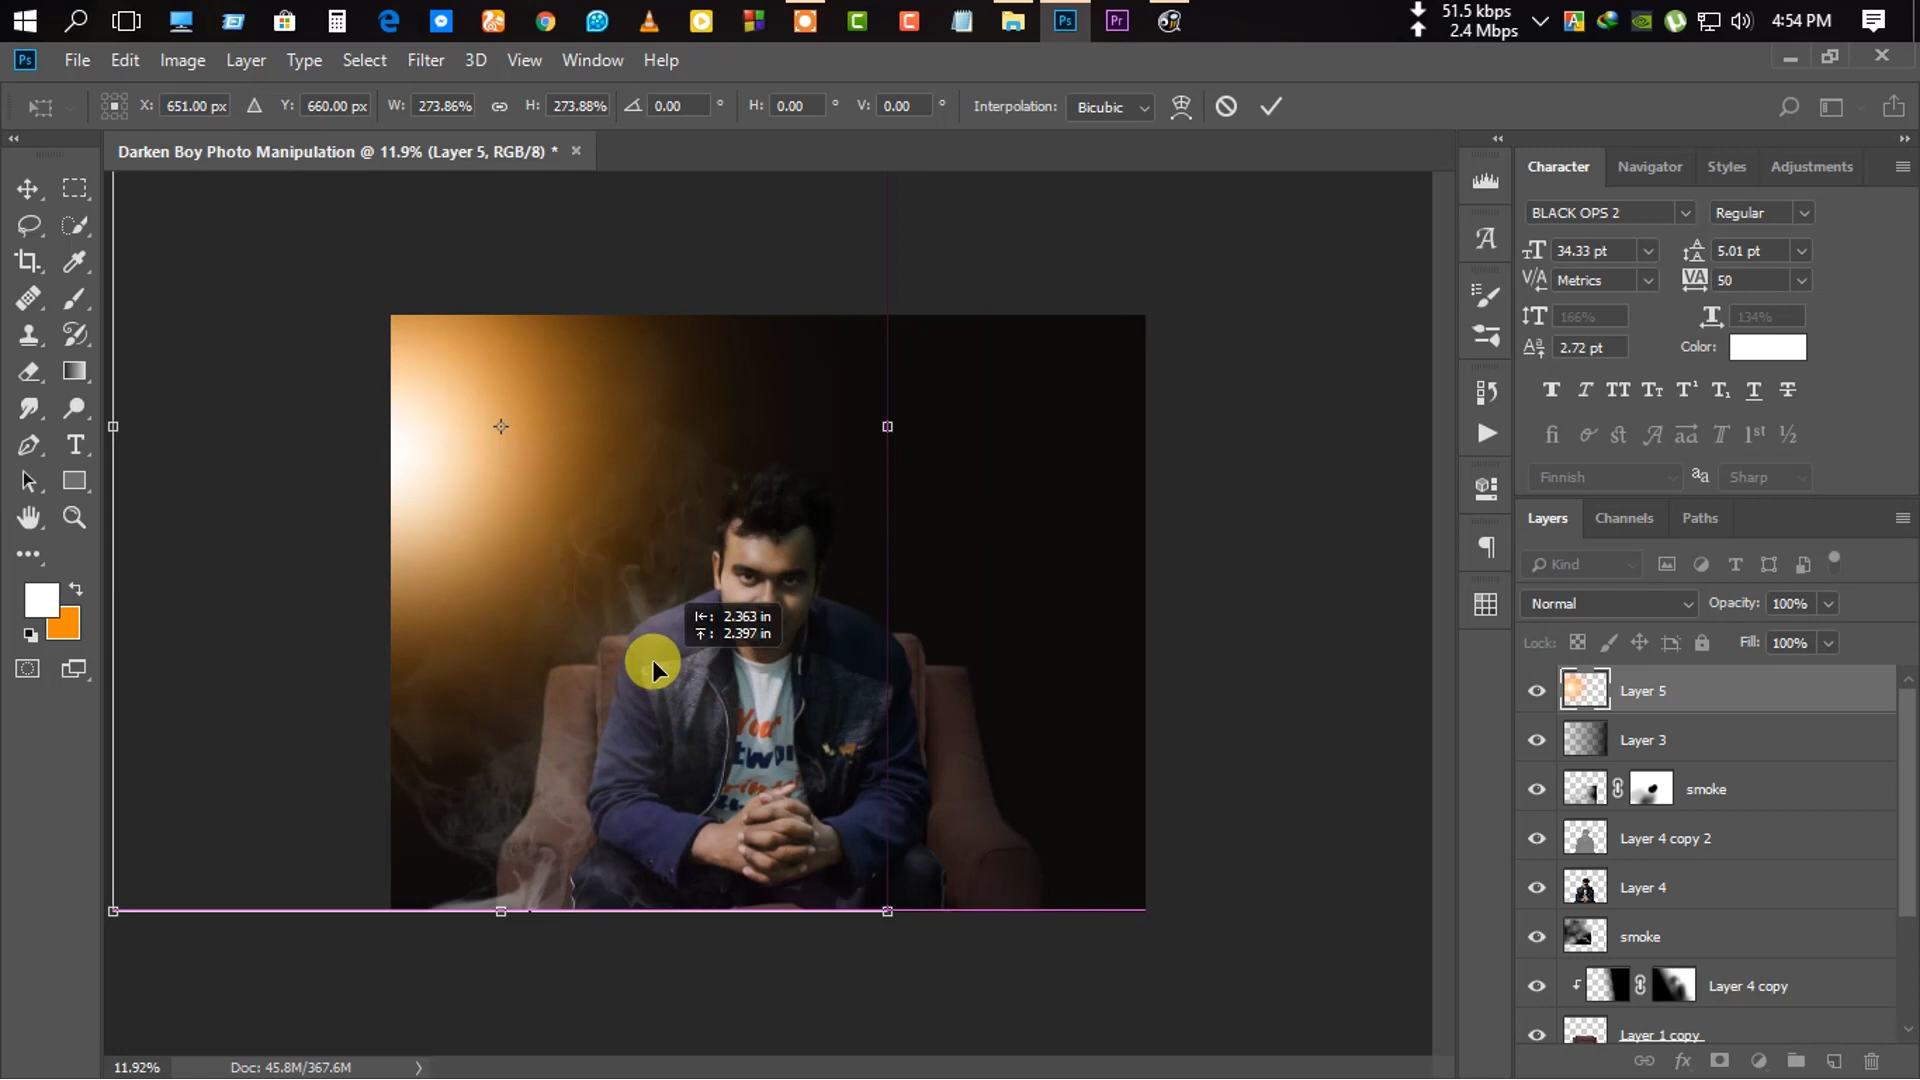 51.5 kbps
2.4 Mbps
4:54 PM
File Edit Image Layer Type Select Filter 3D View Window Help
X: 651.00 px Y: 660.00 px W: 273.86% H: 273.88% 0.00 ° H: 0.00 ° V: 0.00 ° Interpolation: Bicubic
Darken Boy Photo Manipulation @ 11.9% (Layer 5, RGB/8) * ×
Character Navigator Styles Adjustments
BLACK OPS 2 Regular
34.33 pt 5.01 pt
Metrics 50
166% 134%
2.72 pt Color:
Finnish Sharp
Layers Channels Paths
Kind
Normal Opacity: 100%
Lock: Fill: 100%
Layer 5
Layer 3
smoke
Layer 4 copy 2
Layer 4
smoke
Layer 4 copy
Layer 1 copy
2.363 in
2.397 in
11.92% Doc: 45.8M/367.6M